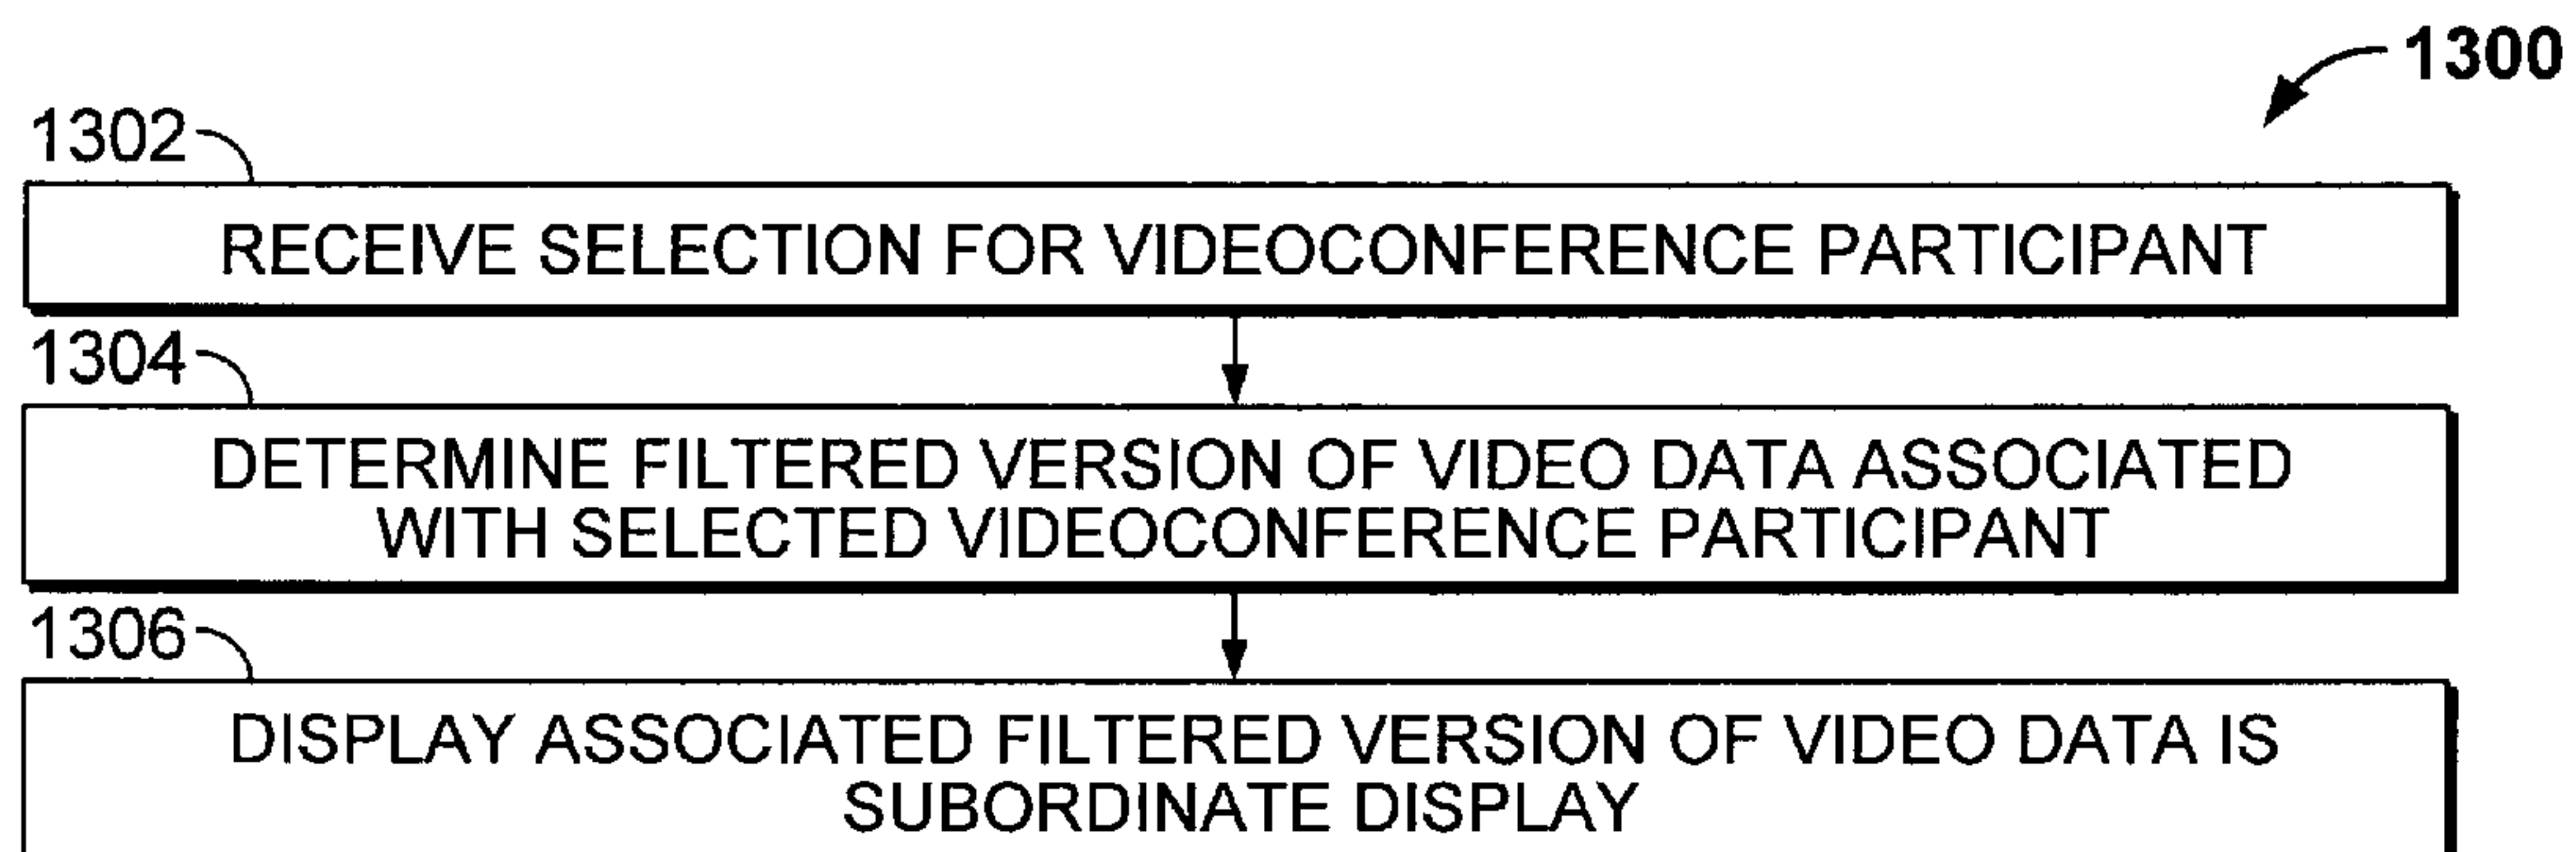 1300
1302
RECEIVE SELECTION FOR VIDEOCONFERENCE PARTICIPANT
1304
DETERMINE FILTERED VERSION OF VIDEO DATA ASSOCIATED
WITH SELECTED VIDEOCONFERENCE PARTICIPANT
1306
DISPLAY ASSOCIATED FILTERED VERSION OF VIDEO DATA IS
SUBORDINATE DISPLAY